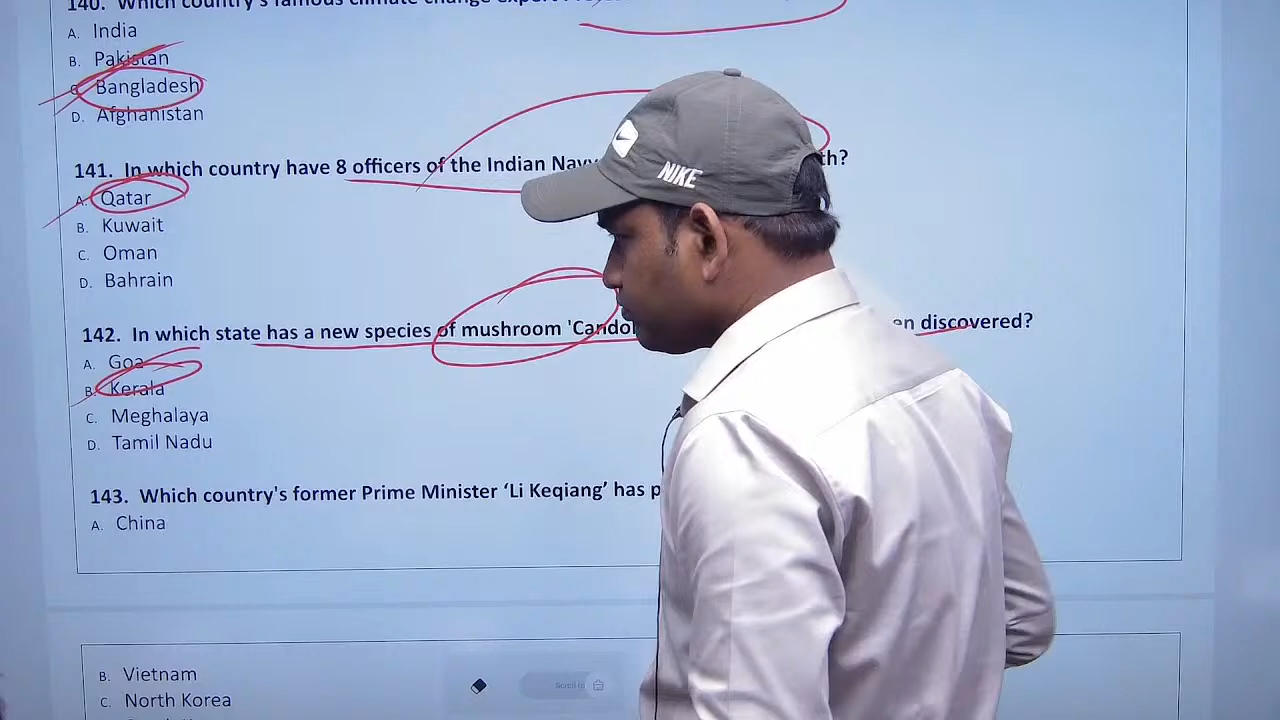 140. Which country's famous climate change expert
A. India
B. Pakistan
C. Bangladesh
D. Afghanistan
141. In which country have 8 officers of the Indian Navy th?
A. Qatar
B. Kuwait
C. Oman
D. Bahrain
142. In which state has a new species of mushroom 'Cando en discovered?
A. Goa
B. Kerala
C. Meghalaya
D. Tamil Nadu
143. Which country's former Prime Minister ‘Li Keqiang’ has p
A. China
B. Vietnam
C. North Korea
NIKE